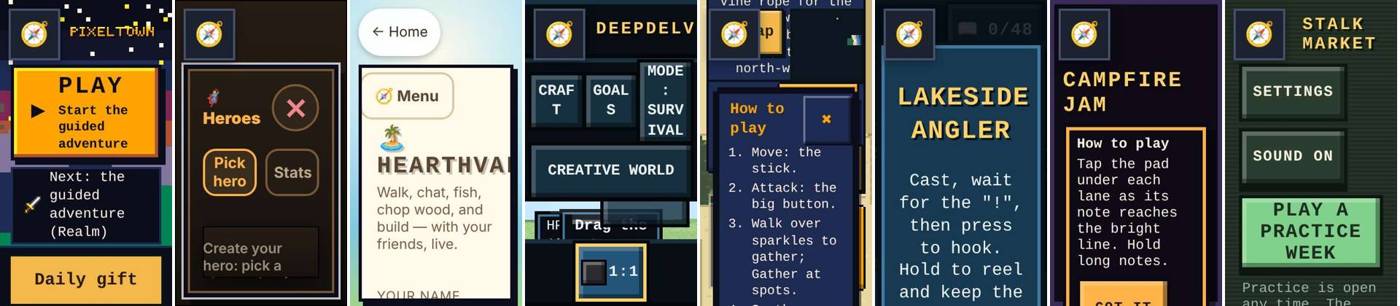 PIXELTOWN
PLAY
Start the
guided
adventure
Next: the
guided
adventure
(Realm)
Daily gift
Heroes
Pick
hero
Stats
Create your
hero: pick a
← Home
Menu
HEARTHVA
Walk, chat, fish,
chop wood, and
build — with your
friends, live.
YOUR NAME
DEEPDELV
CRAF
T
GOAL
S
MODE
:
SURV
IVAL
CREATIVE WORLD
Drag the
1:1
vine rope for the
ap
north-w
How to
play
1. Move: the
stick.
2. Attack: the
big button.
3. Walk over
sparkles to
gather;
Gather at
spots.
0/48
LAKESIDE
ANGLER
Cast, wait
for the "!",
then press
to hook.
Hold to reel
and keep the
CAMPFIRE
JAM
How to play
Tap the pad
under each
lane as its
note reaches
the bright
line. Hold
long notes.
GOT IT
STALK
MARKET
SETTINGS
SOUND ON
PLAY A
PRACTICE
WEEK
Practice is open
any time. The